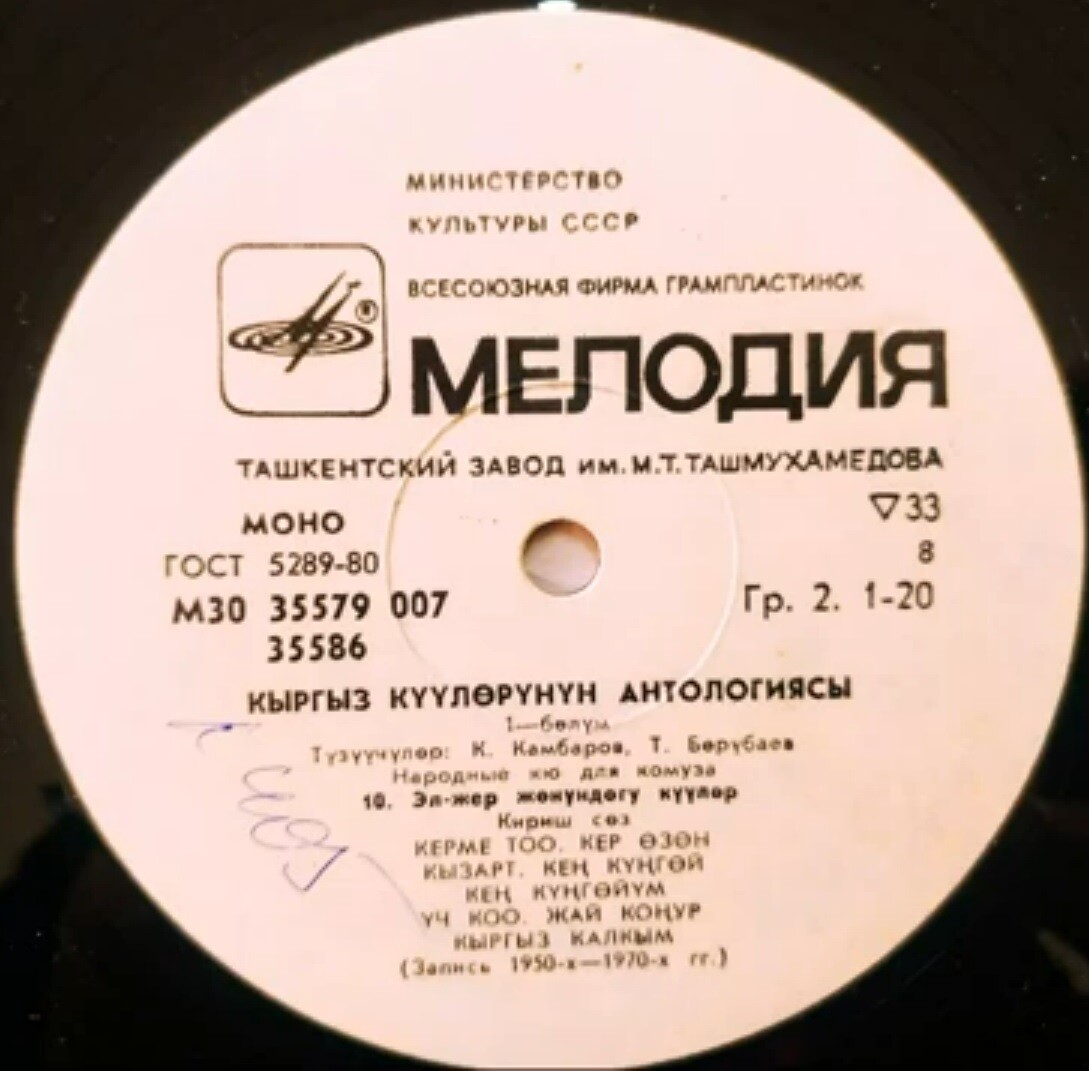 МИНИСТЕРСТВО
КУЛЬТУРЫ СССР
ВСЕСОЮЗНАЯ ФИРМА ГРАМПЛАСТИНОК
®
МЕЛОДИЯ
ТАШКЕНТСКИЙ ЗАВОД им. М.Т. ТАШМУХАМЕДОВА
МОНО ▽33
ГОСТ 5289-80 8
М30 35579 007 Гр. 2. 1-20
35586
КЫРГЫЗ КҮҮЛӨРҮНҮН АНТОЛОГИЯСЫ
1—бөлүм
Түзүүчүлөр: К. Камбаров, Т. Бөрүбаев
Народные кю для комуза
10. Эл-жер жөнүндөгү күүлөр
Кириш сөз
КЕРМЕ ТОО. КЕР ӨЗӨН
КЫЗАРТ. КЕҢ КҮҢГӨЙ
КЕҢ КҮҢГӨЙҮМ
ҮЧ КОО. ЖАЙ КОҢУР
КЫРГЫЗ КАЛКЫМ
(Запись 1950-х—1970-х гг.)